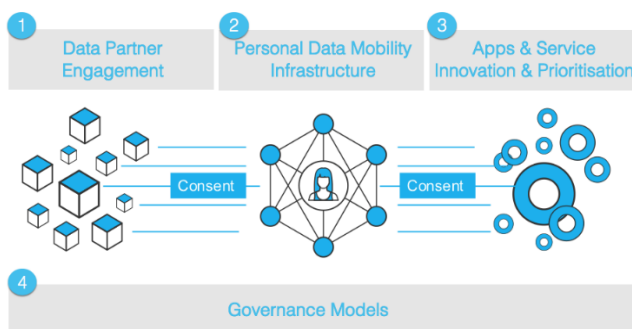 1
Data Partner
Engagement
2
Personal Data Mobility
Infrastructure
3
Apps & Service
Innovation & Prioritisation
Consent
Consent
4
Governance Models